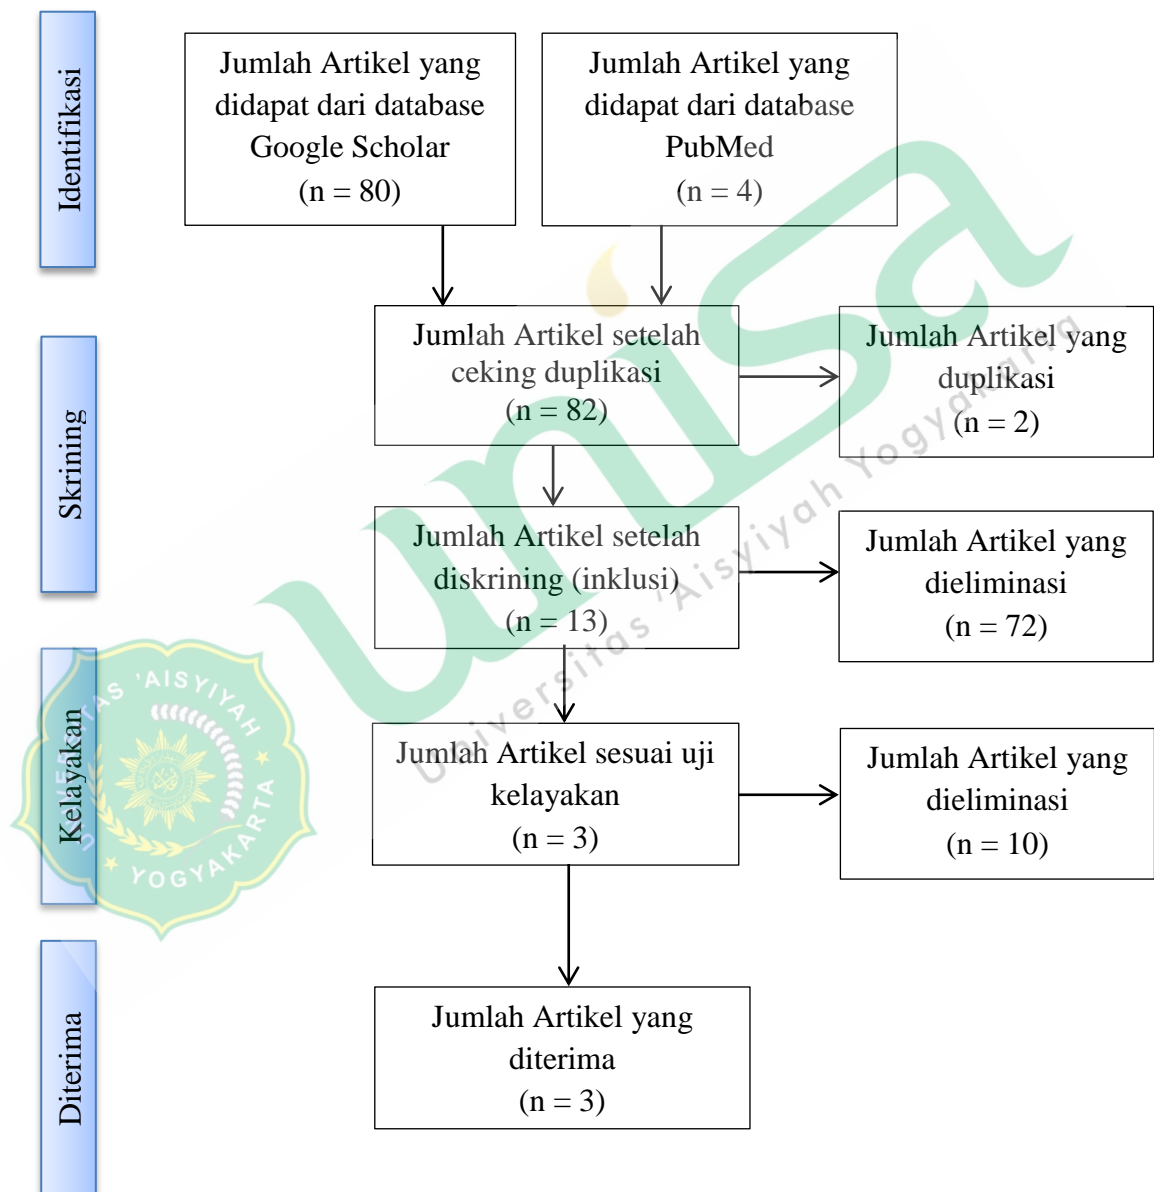 Identifikasi
Jumlah Artikel yang
didapat dari database
Google Scholar
(n = 80)
Jumlah Artikel yang
didapat dari database
PubMed
(n = 4)
Skrining
Jumlah Artikel setelah
ceking duplikasi
(n = 82)
Jumlah Artikel yang
duplikasi
(n = 2)
Jumlah Artikel setelah
diskrining (inklusi)
(n = 13)
Jumlah Artikel yang
dieliminasi
(n = 72)
Kelayakan
Jumlah Artikel sesuai uji
kelayakan
(n = 3)
Jumlah Artikel yang
dieliminasi
(n = 10)
Diterima
Jumlah Artikel yang
diterima
(n = 3)
unisa
Universitas 'Aisyiyah Yogyakarta
UNIVERSITAS 'AISYIYAH
YOGYAKARTA